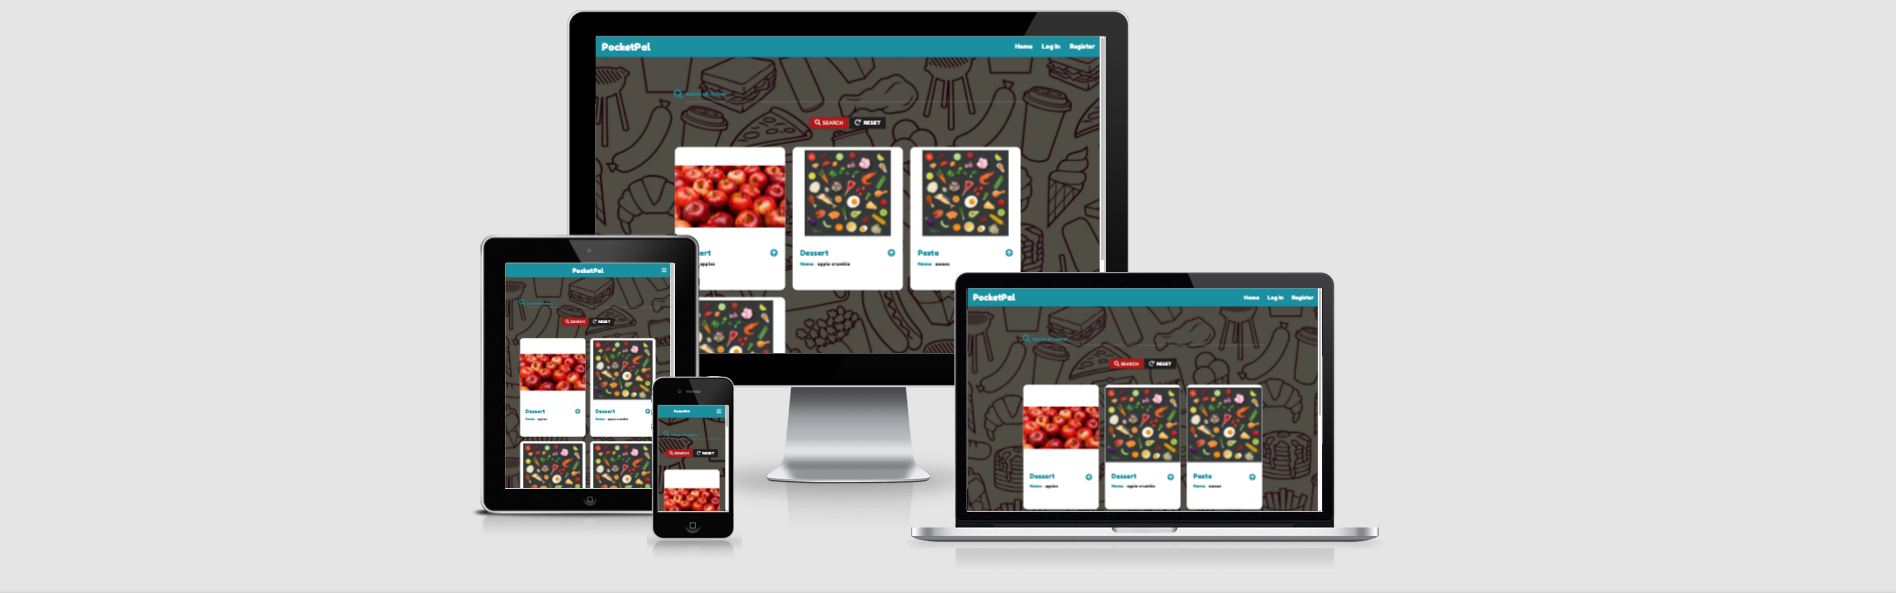 PocketPal
Home Log In Register
Search all recipes
SEARCH RESET
ert
apples
Dessert
Name: apple crumble
Pasta
Name:
PocketPal
SEARCH RESET
Dessert
Name: apples
Dessert
Name: apple crumble
PocketPal
SEARCH RESET
PocketPal
Home Log In Register
SEARCH RESET
Dessert
Name: apples
Dessert
Name: apple crumble
Pasta
Name: